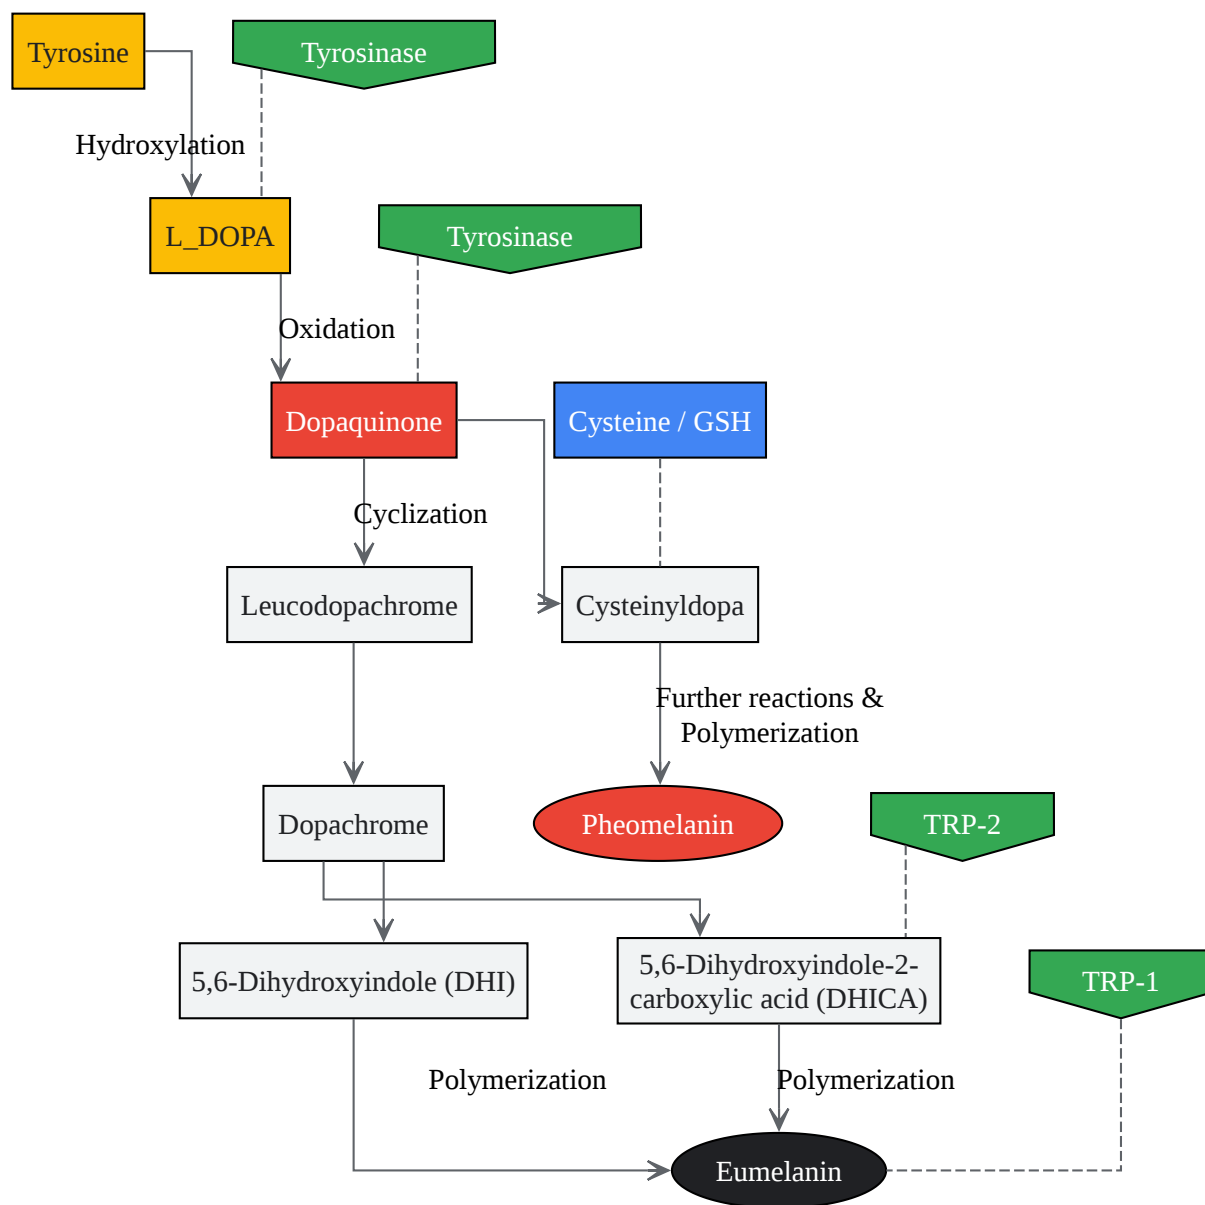 Tyrosine
Tyrosinase
Hydroxylation
L_DOPA
Tyrosinase
Oxidation
Dopaquinone
Cysteine / GSH
Cyclization
Leucodopachrome
Cysteinyldopa
Further reactions &
Polymerization
Dopachrome
Pheomelanin
TRP-2
5,6-Dihydroxyindole (DHI)
5,6-Dihydroxyindole-2-
carboxylic acid (DHICA)
TRP-1
Polymerization
Polymerization
Eumelanin